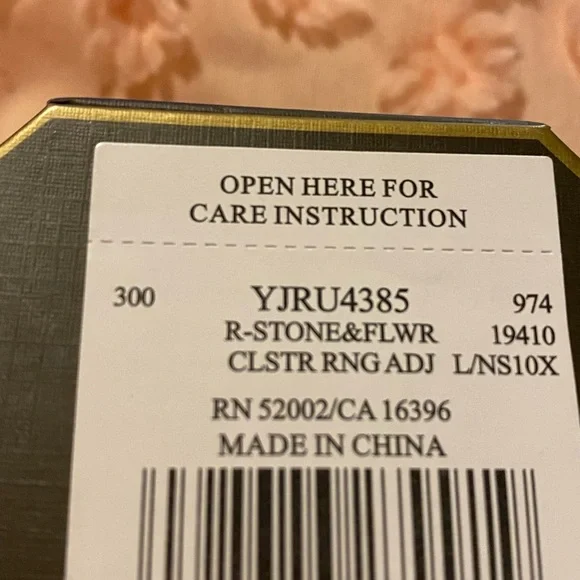 OPEN HERE FOR
CARE INSTRUCTION
300 YJRU4385 974
R-STONE&FLWR 19410
CLSTR RNG ADJ L/NS10X
RN 52002/CA 16396
MADE IN CHINA